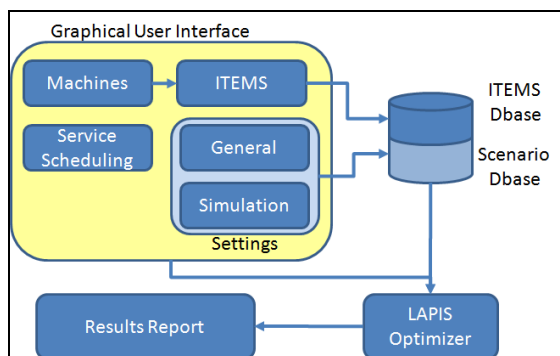 Graphical User Interface
Machines
ITEMS
Service
Scheduling
General
Simulation
Settings
ITEMS
Dbase
Scenario
Dbase
Results Report
LAPIS
Optimizer